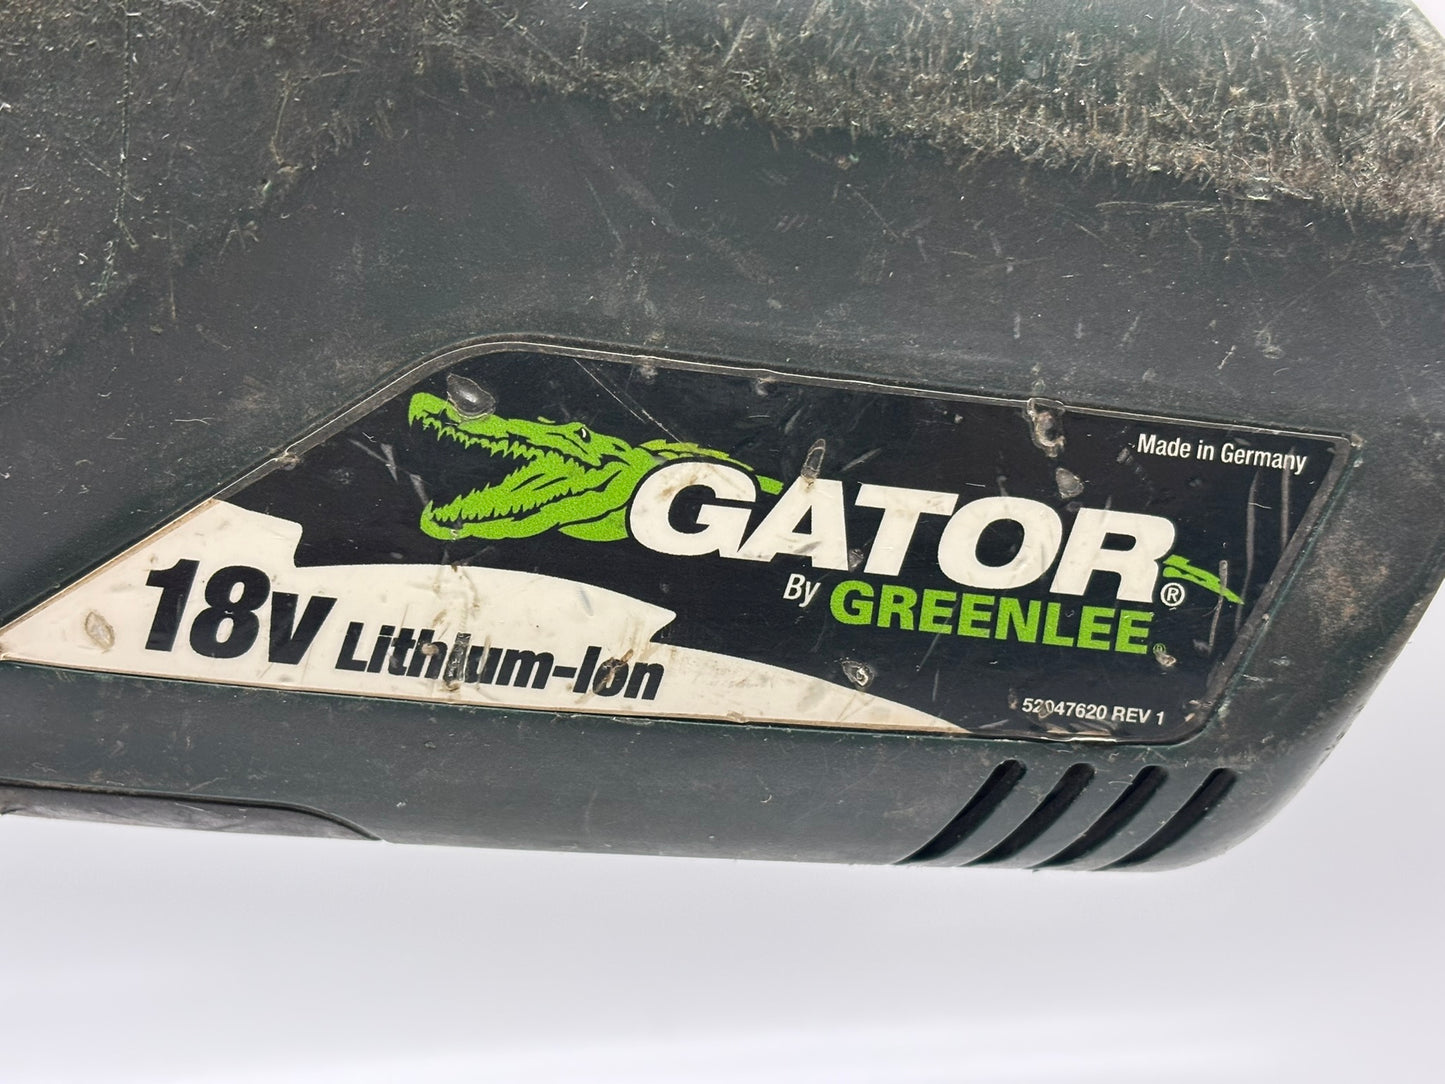 Made in Germany
GATOR®
By GREENLEE®
18V Lithium-Ion
52047620 REV 1